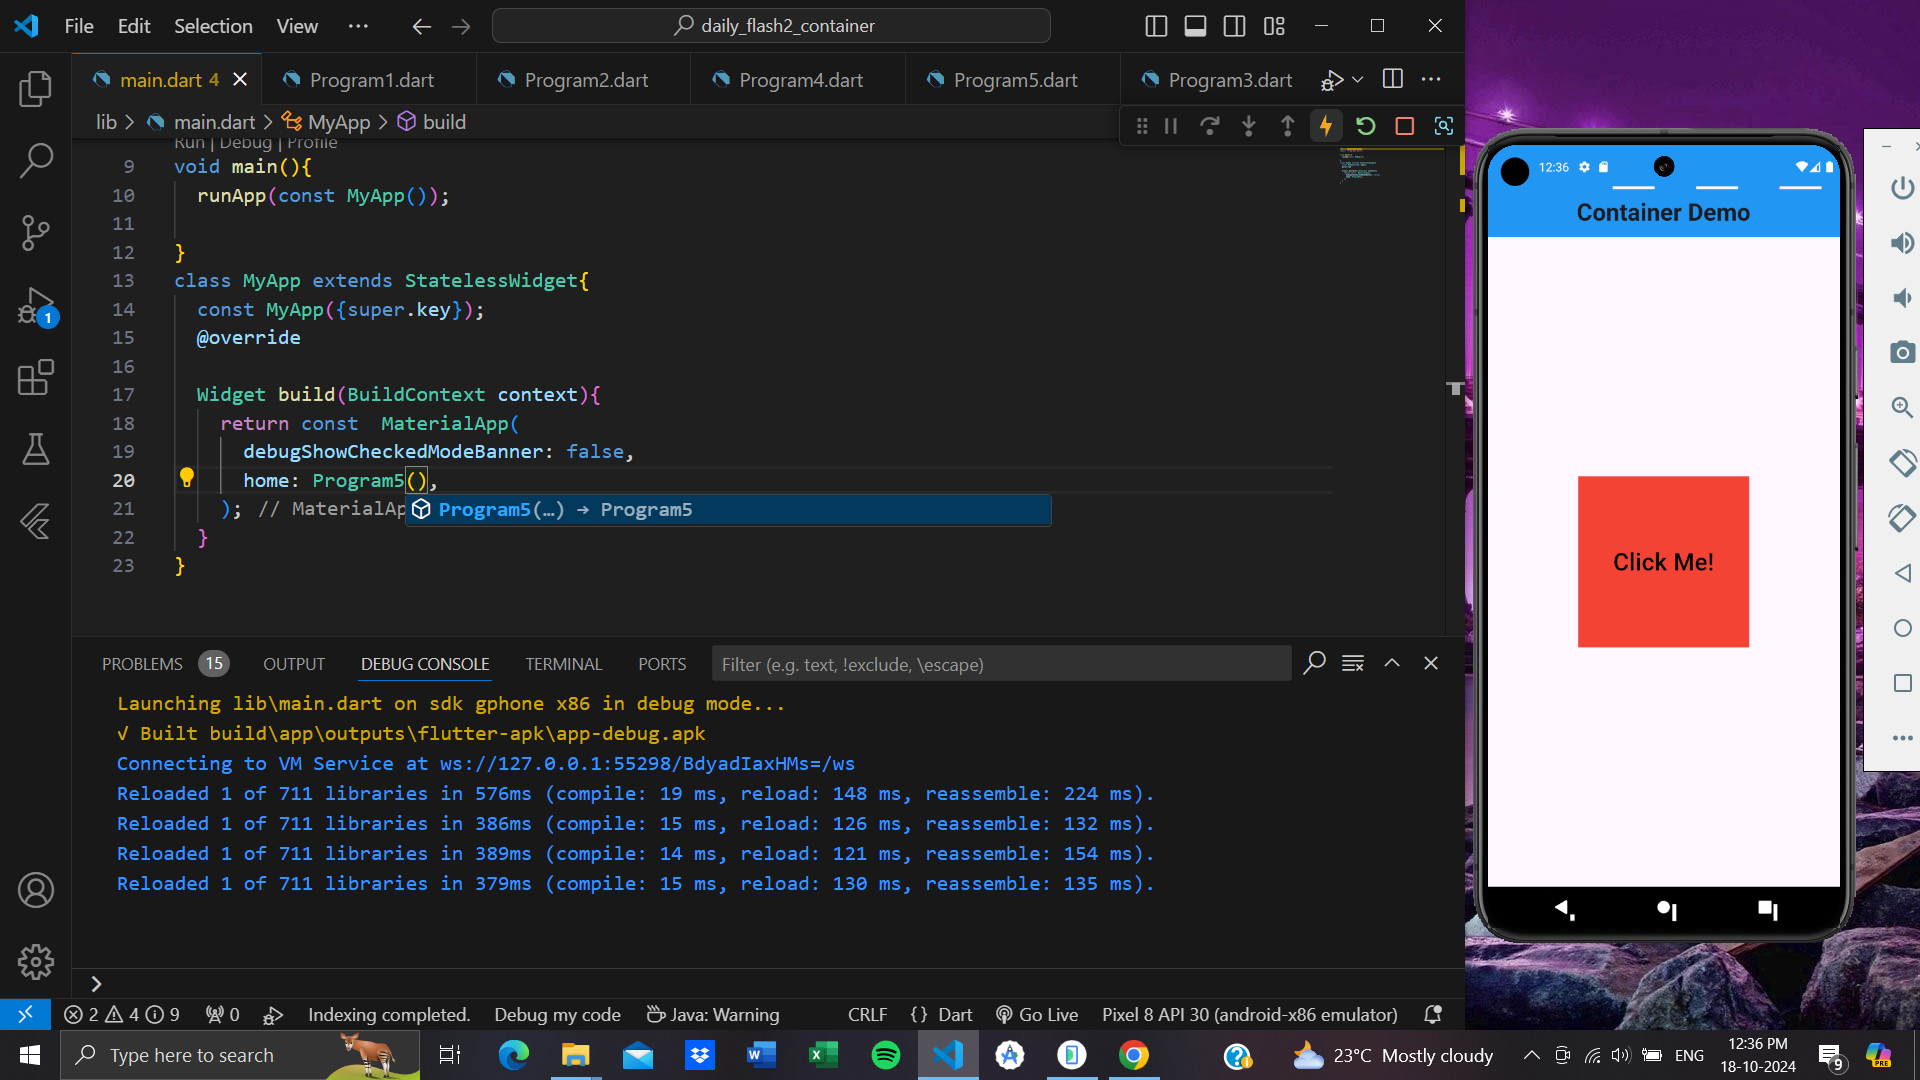 File Edit Selection View ··· daily_flash2_container
main.dart 4 Program1.dart Program2.dart Program4.dart Program5.dart Program3.dart
lib > main.dart > MyApp > build
Run | Debug | Profile
9 void main(){
10 runApp(const MyApp());
11
12 }
13 class MyApp extends StatelessWidget{
14 const MyApp({super.key});
15 @override
16
17 Widget build(BuildContext context){
18 return const  MaterialApp(
19 debugShowCheckedModeBanner: false,
20 home: Program5(),
21 ); // MaterialAp
Program5(…) → Program5
22 }
23 }
PROBLEMS 15 OUTPUT DEBUG CONSOLE TERMINAL PORTS Filter (e.g. text, !exclude, \escape)
Launching lib\main.dart on sdk gphone x86 in debug mode...
√ Built build\app\outputs\flutter-apk\app-debug.apk
Connecting to VM Service at ws://127.0.0.1:55298/BdyadIaxHMs=/ws
Reloaded 1 of 711 libraries in 576ms (compile: 19 ms, reload: 148 ms, reassemble: 224 ms).
Reloaded 1 of 711 libraries in 386ms (compile: 15 ms, reload: 126 ms, reassemble: 132 ms).
Reloaded 1 of 711 libraries in 389ms (compile: 14 ms, reload: 121 ms, reassemble: 154 ms).
Reloaded 1 of 711 libraries in 379ms (compile: 15 ms, reload: 130 ms, reassemble: 135 ms).
1
2 4 9 0 Indexing completed. Debug my code Java: Warning CRLF {} Dart Go Live Pixel 8 API 30 (android-x86 emulator)
12:36
Container Demo
Click Me!
Type here to search 23°C Mostly cloudy ENG 12:36 PM
18-10-2024 9 PRE